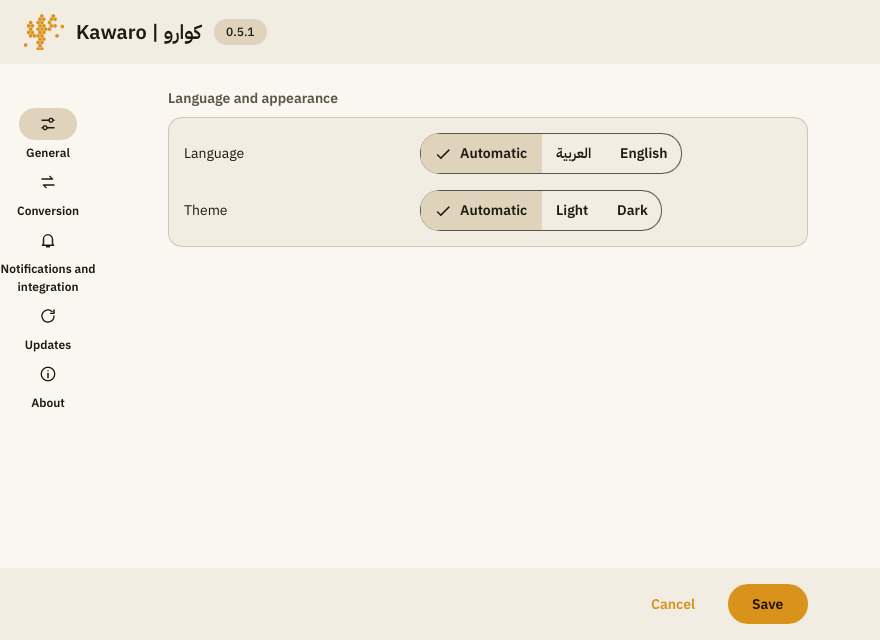 Kawaro | كوارو
0.5.1
General
Conversion
Notifications and
integration
Updates
About
Language and appearance
Language
Automatic
العربية
English
Theme
Automatic
Light
Dark
Cancel
Save